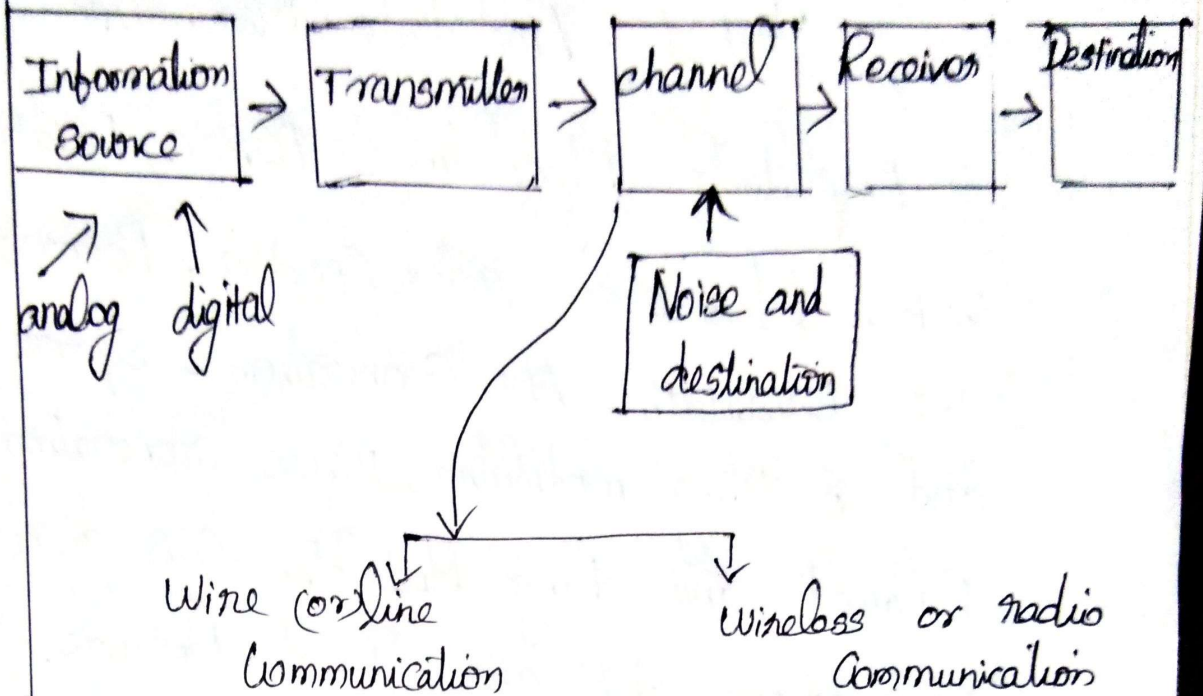 Information
source
Transmitter
channel
Receiver
Destination
analog digital
Noise and
destination
Wire (or) line
Communication
Wireless or radio
Communication